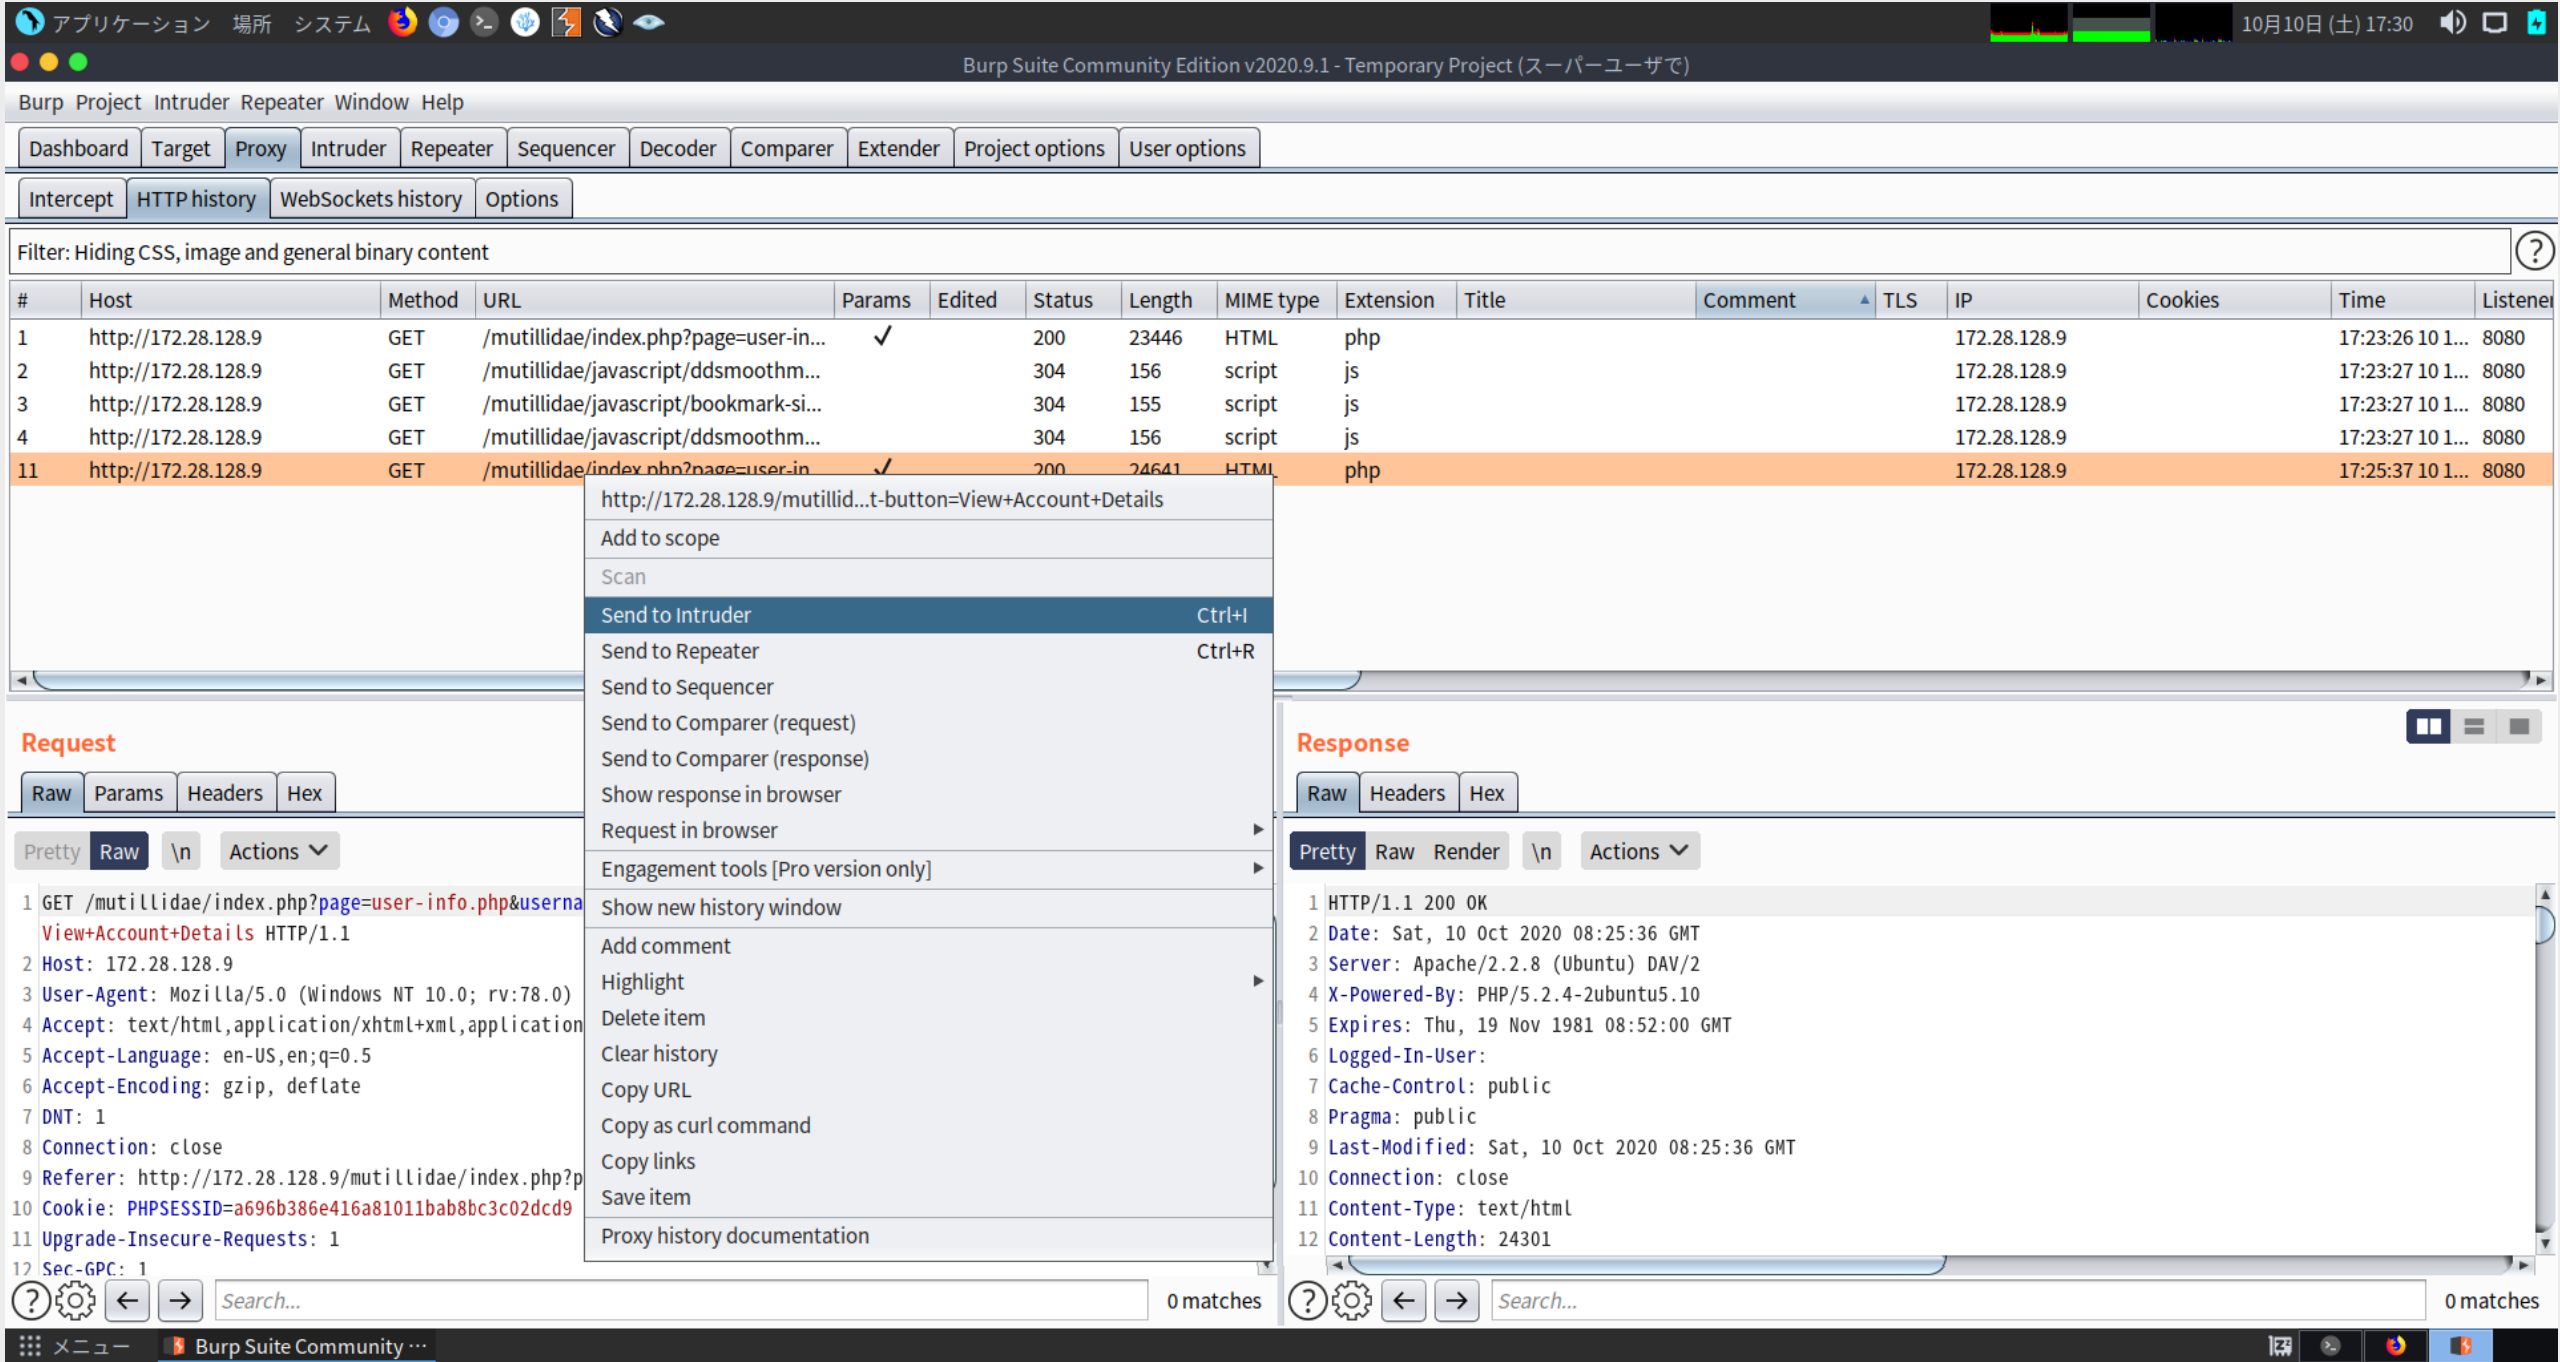 アプリケーション 場所 システム 10月10日 (土) 17:30
Burp Suite Community Edition v2020.9.1 - Temporary Project (スーパーユーザで)
Burp Project Intruder Repeater Window Help
Dashboard Target Proxy Intruder Repeater Sequencer Decoder Comparer Extender Project options User options
Intercept HTTP history WebSockets history Options
Filter: Hiding CSS, image and general binary content
# Host Method URL Params Edited Status Length MIME type Extension Title Comment TLS IP Cookies Time Listener
1 http://172.28.128.9 GET /mutillidae/index.php?page=user-in... ✓ 200 23446 HTML php 172.28.128.9 17:23:26 10 1... 8080
2 http://172.28.128.9 GET /mutillidae/javascript/ddsmoothm... 304 156 script js 172.28.128.9 17:23:27 10 1... 8080
3 http://172.28.128.9 GET /mutillidae/javascript/bookmark-si... 304 155 script js 172.28.128.9 17:23:27 10 1... 8080
4 http://172.28.128.9 GET /mutillidae/javascript/ddsmoothm... 304 156 script js 172.28.128.9 17:23:27 10 1... 8080
11 http://172.28.128.9 GET /mutillidae/index.php?page=user-in ✓ 200 24641 HTML php 172.28.128.9 17:25:37 10 1... 8080
http://172.28.128.9/mutillid...t-button=View+Account+Details
Add to scope
Scan
Send to Intruder Ctrl+I
Send to Repeater Ctrl+R
Send to Sequencer
Send to Comparer (request)
Send to Comparer (response)
Show response in browser
Request in browser
Engagement tools [Pro version only]
Show new history window
Add comment
Highlight
Delete item
Clear history
Copy URL
Copy as curl command
Copy links
Save item
Proxy history documentation
Request
Raw Params Headers Hex
Pretty Raw \n Actions
1 GET /mutillidae/index.php?page=user-info.php&userna
View+Account+Details HTTP/1.1
2 Host: 172.28.128.9
3 User-Agent: Mozilla/5.0 (Windows NT 10.0; rv:78.0)
4 Accept: text/html,application/xhtml+xml,application
5 Accept-Language: en-US,en;q=0.5
6 Accept-Encoding: gzip, deflate
7 DNT: 1
8 Connection: close
9 Referer: http://172.28.128.9/mutillidae/index.php?p
10 Cookie: PHPSESSID=a696b386e416a81011bab8bc3c02dcd9
11 Upgrade-Insecure-Requests: 1
12 Sec-GPC: 1
Search... 0 matches
Response
Raw Headers Hex
Pretty Raw Render \n Actions
1 HTTP/1.1 200 OK
2 Date: Sat, 10 Oct 2020 08:25:36 GMT
3 Server: Apache/2.2.8 (Ubuntu) DAV/2
4 X-Powered-By: PHP/5.2.4-2ubuntu5.10
5 Expires: Thu, 19 Nov 1981 08:52:00 GMT
6 Logged-In-User:
7 Cache-Control: public
8 Pragma: public
9 Last-Modified: Sat, 10 Oct 2020 08:25:36 GMT
10 Connection: close
11 Content-Type: text/html
12 Content-Length: 24301
Search... 0 matches
メニュー Burp Suite Community ···